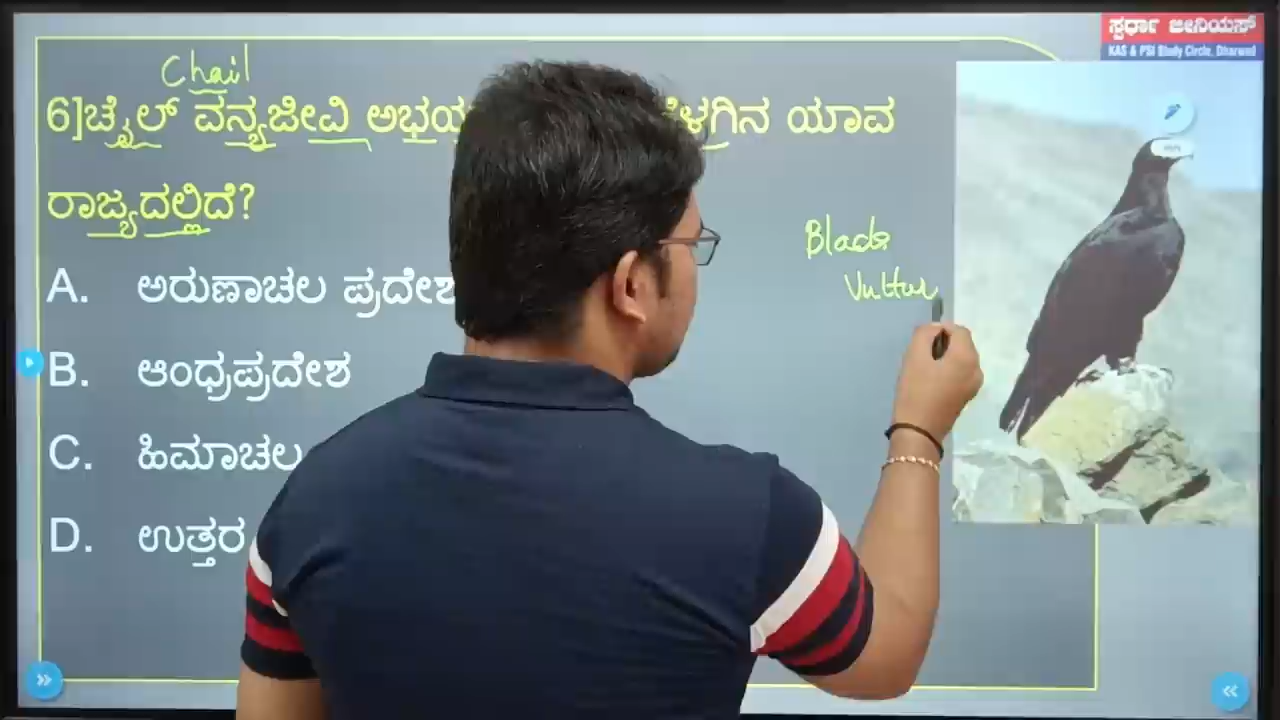 ಸ್ಪರ್ಧಾ ಜೀನಿಯಸ್
KAS & PSI Study Circle, Dharwad
Chail
6]ಚೈಲ್ ವನ್ಯಜೀವಿ ಅಭಯ ಕೆಳಗಿನ ಯಾವ
ರಾಜ್ಯದಲ್ಲಿದೆ?
Black
Vultur
A. ಅರುಣಾಚಲ ಪ್ರದೇಶ
B. ಆಂಧ್ರಪ್ರದೇಶ
C. ಹಿಮಾಚಲ
D. ಉತ್ತರ